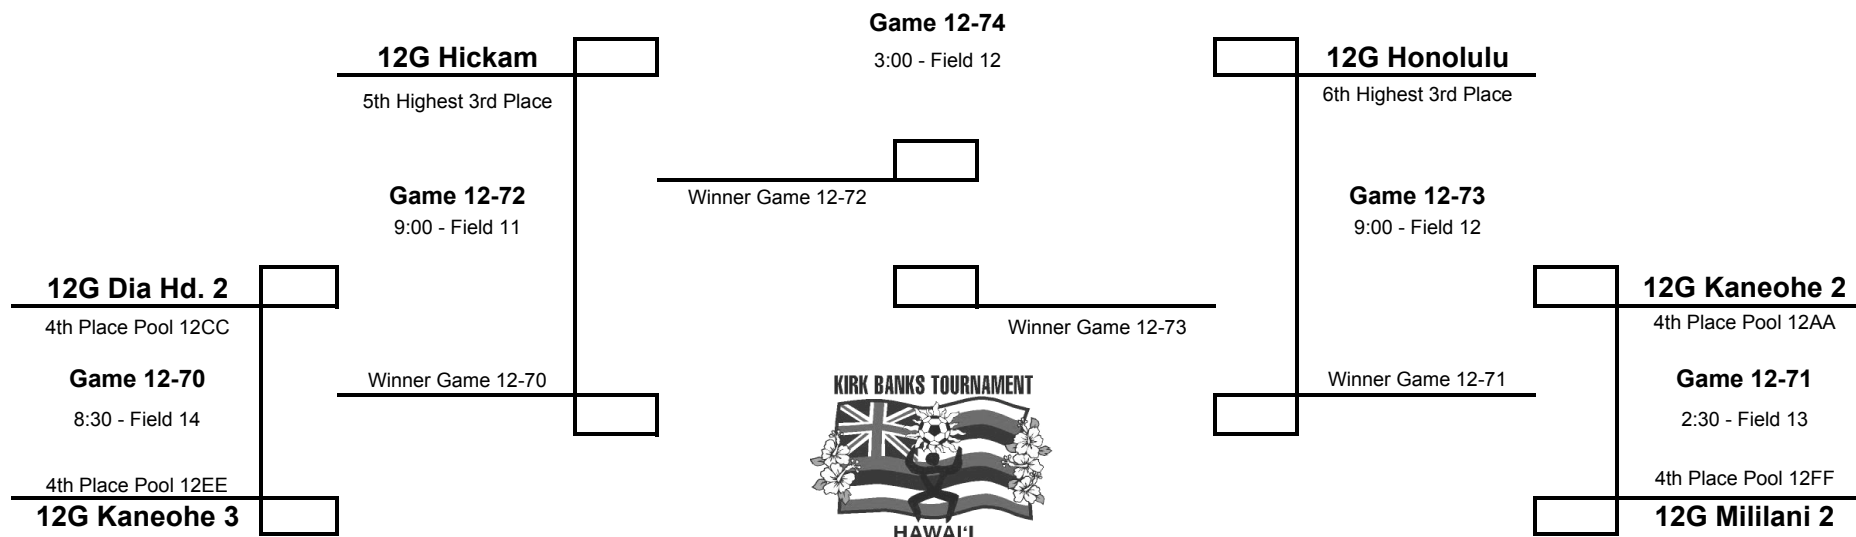 Game 12-74
3:00 - Field 12
12G Hickam
5th Highest 3rd Place
12G Honolulu
6th Highest 3rd Place
Game 12-72
9:00 - Field 11
Winner Game 12-72
Game 12-73
9:00 - Field 12
12G Dia Hd. 2
4th Place Pool 12CC
Winner Game 12-73
12G Kaneohe 2
4th Place Pool 12AA
Game 12-70
8:30 - Field 14
Winner Game 12-70
Winner Game 12-71
Game 12-71
2:30 - Field 13
KIRK BANKS TOURNAMENT
HAWAI‘I
4th Place Pool 12EE
12G Kaneohe 3
4th Place Pool 12FF
12G Mililani 2